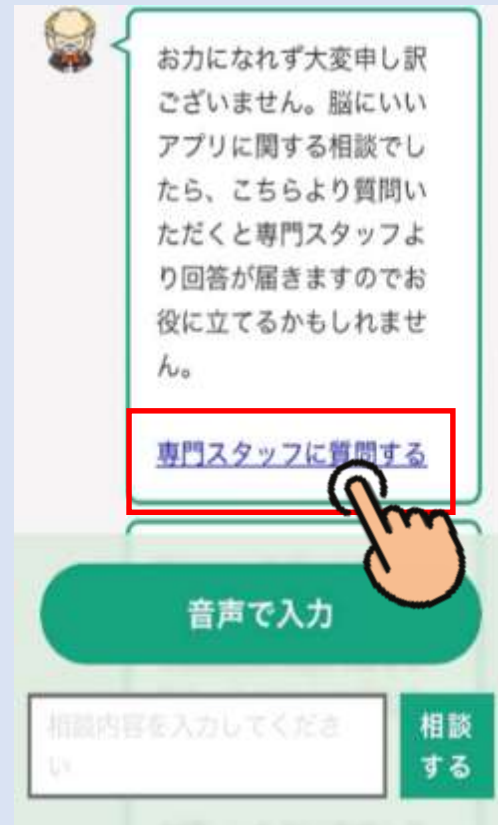 お力になれず大変申し訳
ございません。脳にいい
アプリに関する相談でし
たら、こちらより質問い
ただくと専門スタッフよ
り回答が届きますのでお
役に立てるかもしれませ
ん。
専門スタッフに質問する
音声で入力
相談内容を入力してくださ
い
相談
する